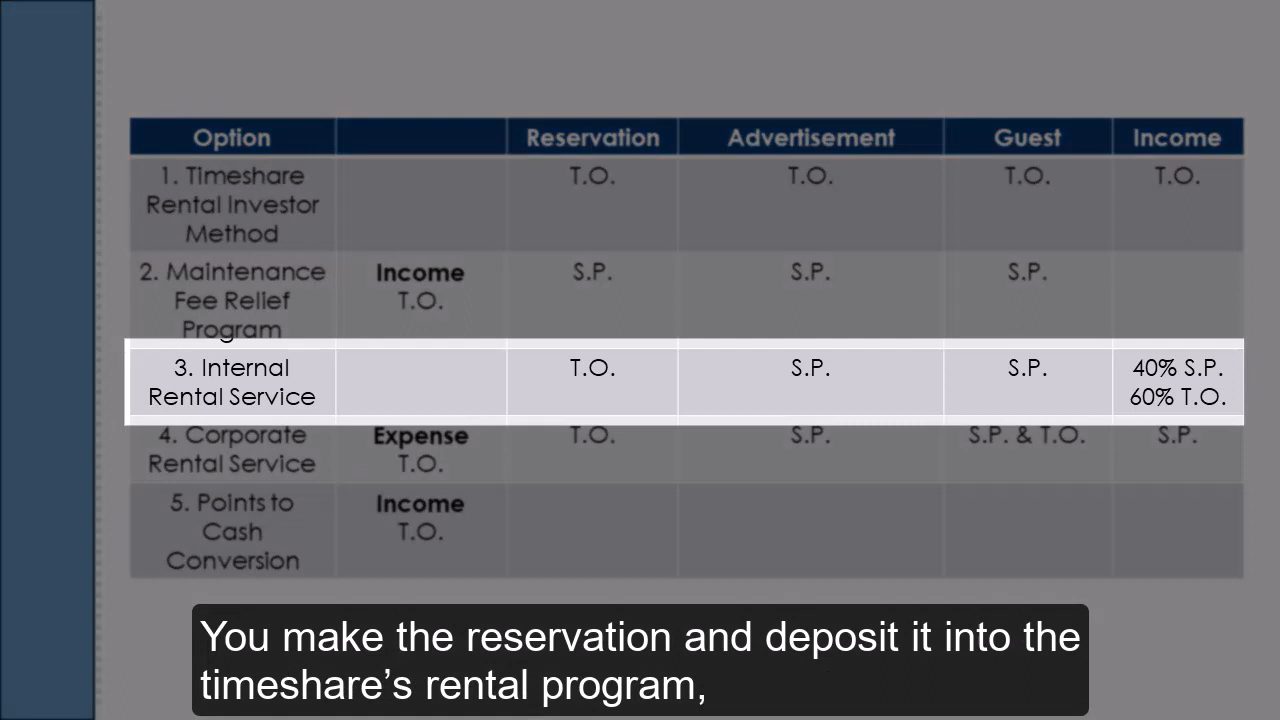 Option Reservation Advertisement Guest Income
1. Timeshare
Rental Investor
Method
T.O. T.O. T.O. T.O.
2. Maintenance
Fee Relief
Program
Income
T.O.
S.P. S.P. S.P.
3. Internal
Rental Service
T.O. S.P. S.P.
40% S.P.
60% T.O.
4. Corporate
Rental Service
Expense
T.O.
T.O. S.P. S.P. & T.O. S.P.
5. Points to
Cash
Conversion
Income
T.O.
You make the reservation and deposit it into the
timeshare’s rental program,